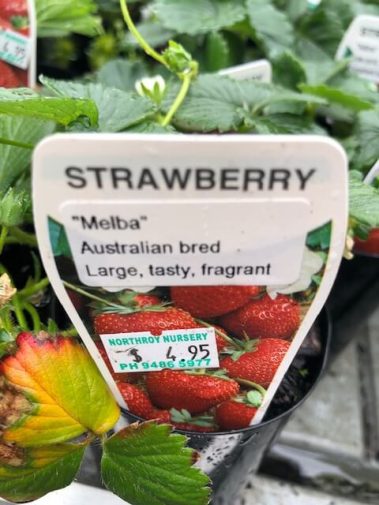 STRAWBERRY
"Melba"
Australian bred
Large, tasty, fragrant
NORTHROY NURSERY
$ 4.95
PH 9486 5977